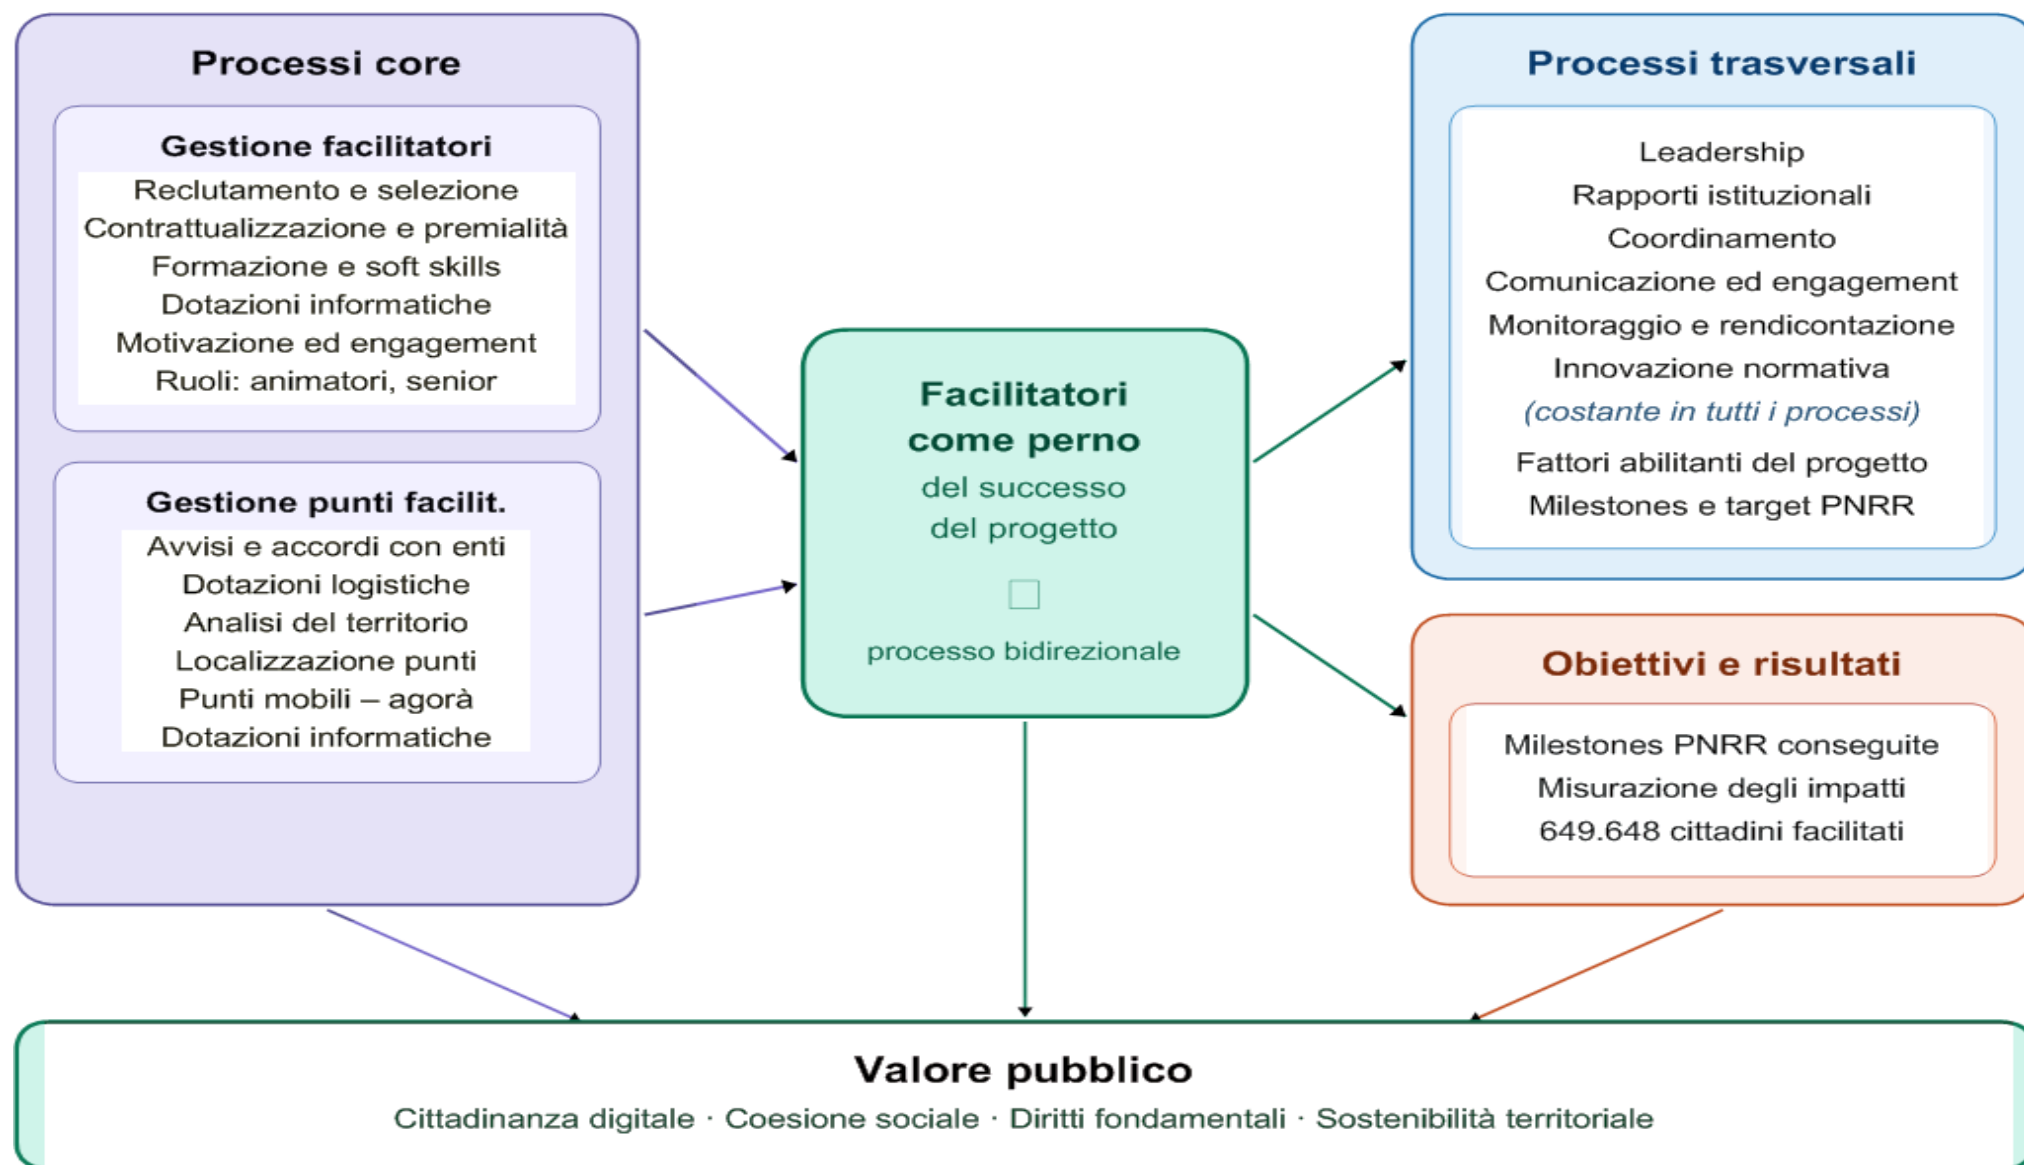 Processi core
Gestione facilitatori
Reclutamento e selezione
Contrattualizzazione e premialità
Formazione e soft skills
Dotazioni informatiche
Motivazione ed engagement
Ruoli: animatori, senior
Gestione punti facilit.
Avvisi e accordi con enti
Dotazioni logistiche
Analisi del territorio
Localizzazione punti
Punti mobili – agorà
Dotazioni informatiche
Facilitatori
come perno
del successo
del progetto
processo bidirezionale
Processi trasversali
Leadership
Rapporti istituzionali
Coordinamento
Comunicazione ed engagement
Monitoraggio e rendicontazione
Innovazione normativa
(costante in tutti i processi)
Fattori abilitanti del progetto
Milestones e target PNRR
Obiettivi e risultati
Milestones PNRR conseguite
Misurazione degli impatti
649.648 cittadini facilitati
Valore pubblico
Cittadinanza digitale · Coesione sociale · Diritti fondamentali · Sostenibilità territoriale